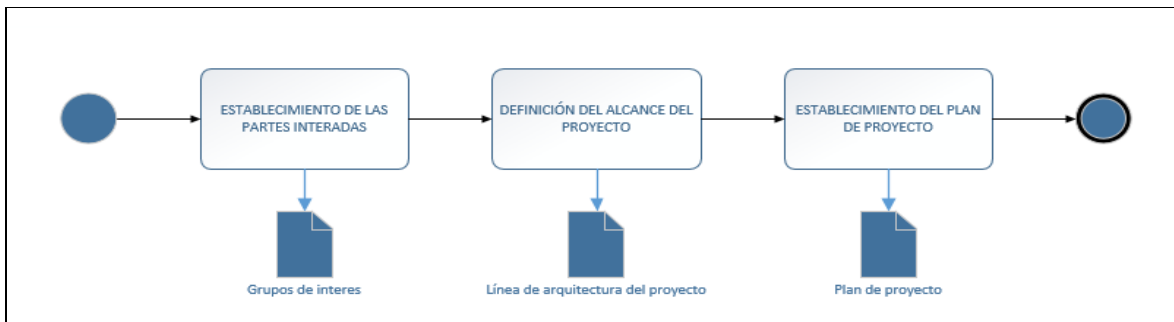 ESTABLECIMIENTO DE LAS
PARTES INTERADAS
DEFINICIÓN DEL ALCANCE DEL
PROYECTO
ESTABLECIMIENTO DEL PLAN
DE PROYECTO
Grupos de interes
Línea de arquitectura del proyecto
Plan de proyecto